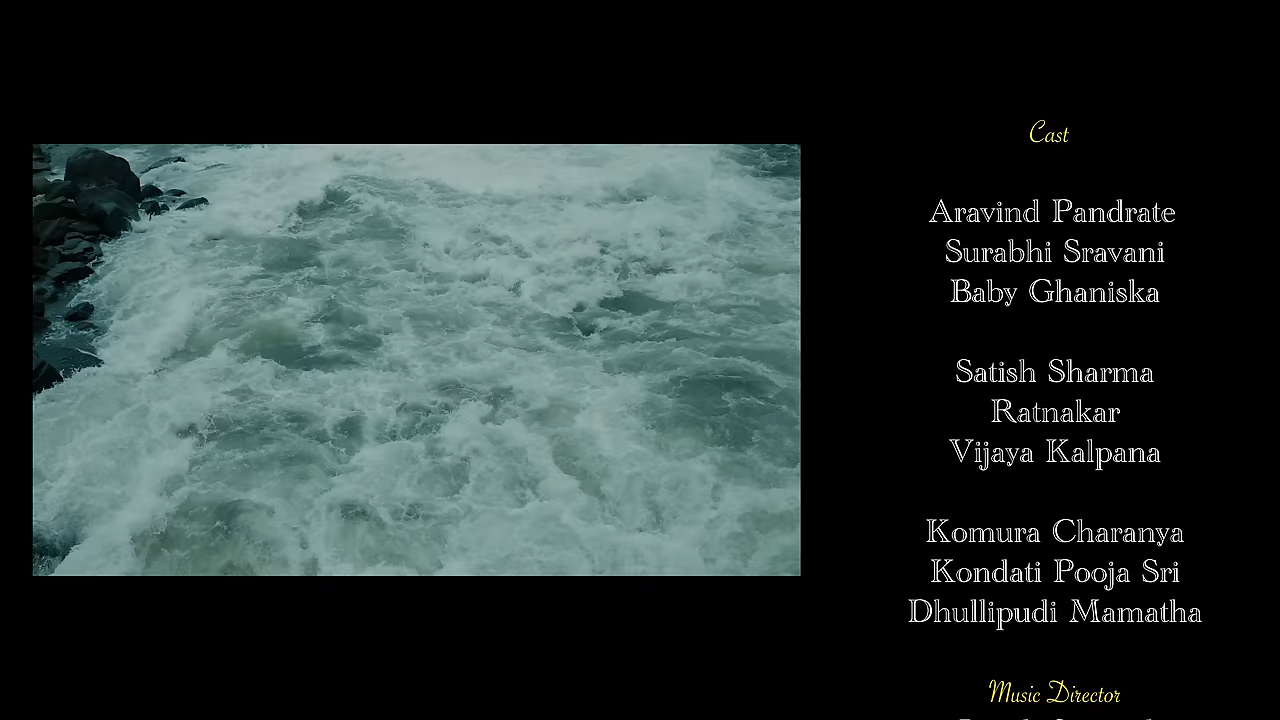 Cast
Aravind Pandrate
Surabhi Sravani
Baby Ghaniska
Satish Sharma
Ratnakar
Vijaya Kalpana
Komura Charanya
Kondati Pooja Sri
Dhullipudi Mamatha
Music Director